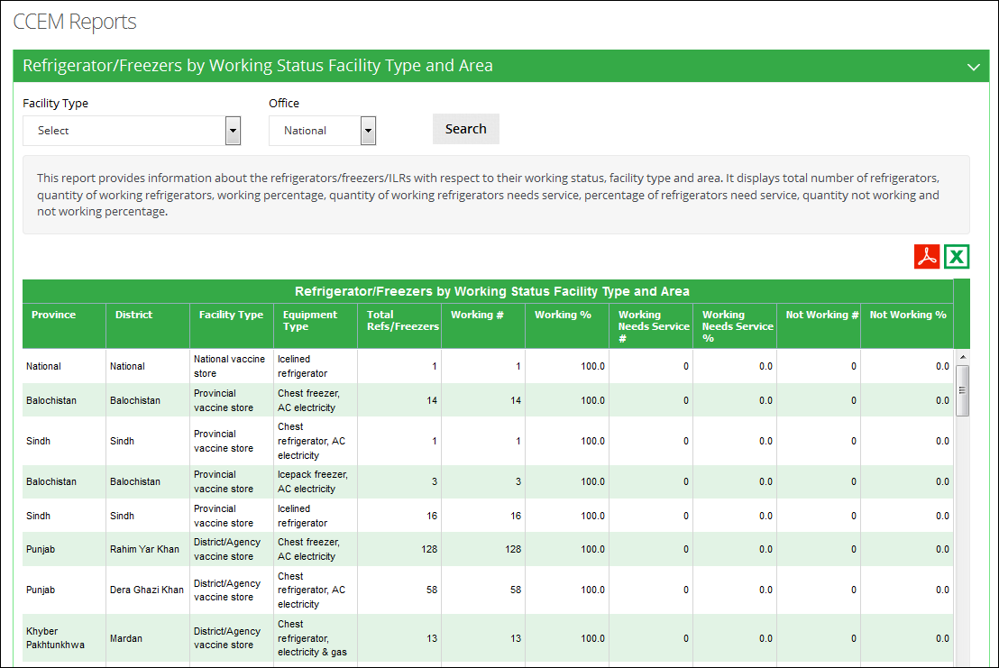 CCEM Reports
Refrigerator/Freezers by Working Status Facility Type and Area
Facility Type
Office
Select
National
Search
This report provides information about the refrigerators/freezers/ILRs with respect to their working status, facility type and area. It displays total number of refrigerators,
quantity of working refrigerators, working percentage, quantity of working refrigerators needs service, percentage of refrigerators need service, quantity not working and
not working percentage.
Refrigerator/Freezers by Working Status Facility Type and Area
Province District Facility Type Equipment Type Total Refs/Freezers Working # Working % Working Needs Service # Working Needs Service % Not Working # Not Working %
National National National vaccine store Icelined refrigerator 1 1 100.0 0 0.0 0 0.0
Balochistan Balochistan Provincial vaccine store Chest freezer, AC electricity 14 14 100.0 0 0.0 0 0.0
Sindh Sindh Provincial vaccine store Chest refrigerator, AC electricity 1 1 100.0 0 0.0 0 0.0
Balochistan Balochistan Provincial vaccine store Icepack freezer, AC electricity 3 3 100.0 0 0.0 0 0.0
Sindh Sindh Provincial vaccine store Icelined refrigerator 16 16 100.0 0 0.0 0 0.0
Punjab Rahim Yar Khan District/Agency vaccine store Chest freezer, AC electricity 128 128 100.0 0 0.0 0 0.0
Punjab Dera Ghazi Khan District/Agency vaccine store Chest refrigerator, AC electricity 58 58 100.0 0 0.0 0 0.0
Khyber Pakhtunkhwa Mardan District/Agency vaccine store Chest refrigerator, electricity & gas 13 13 100.0 0 0.0 0 0.0